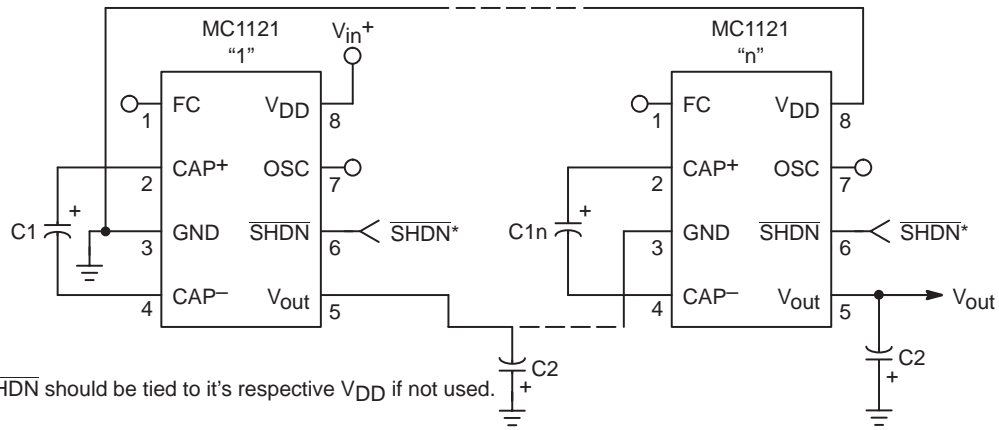 MC1121
“1”
Vin+
MC1121
“n”
FC
VDD
1
8
CAP+
OSC
2
7
C1
+
GND
SHDN
SHDN*
3
6
CAP–
Vout
4
5
C2
+
FC
VDD
1
8
CAP+
OSC
2
7
C1n
+
GND
SHDN
SHDN*
3
6
CAP–
Vout
4
5
Vout
C2
+
HDN should be tied to it's respective VDD if not used.